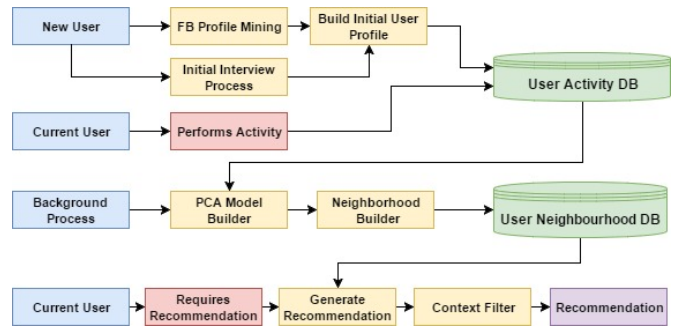 New User
FB Profile Mining
Build Initial User
Profile
Initial Interview
Process
User Activity DB
Current User
Performs Activity
Background
Process
PCA Model
Builder
Neighborhood
Builder
User Neighbourhood DB
Current User
Requires
Recommendation
Generate
Recommendation
Context Filter
Recommendation